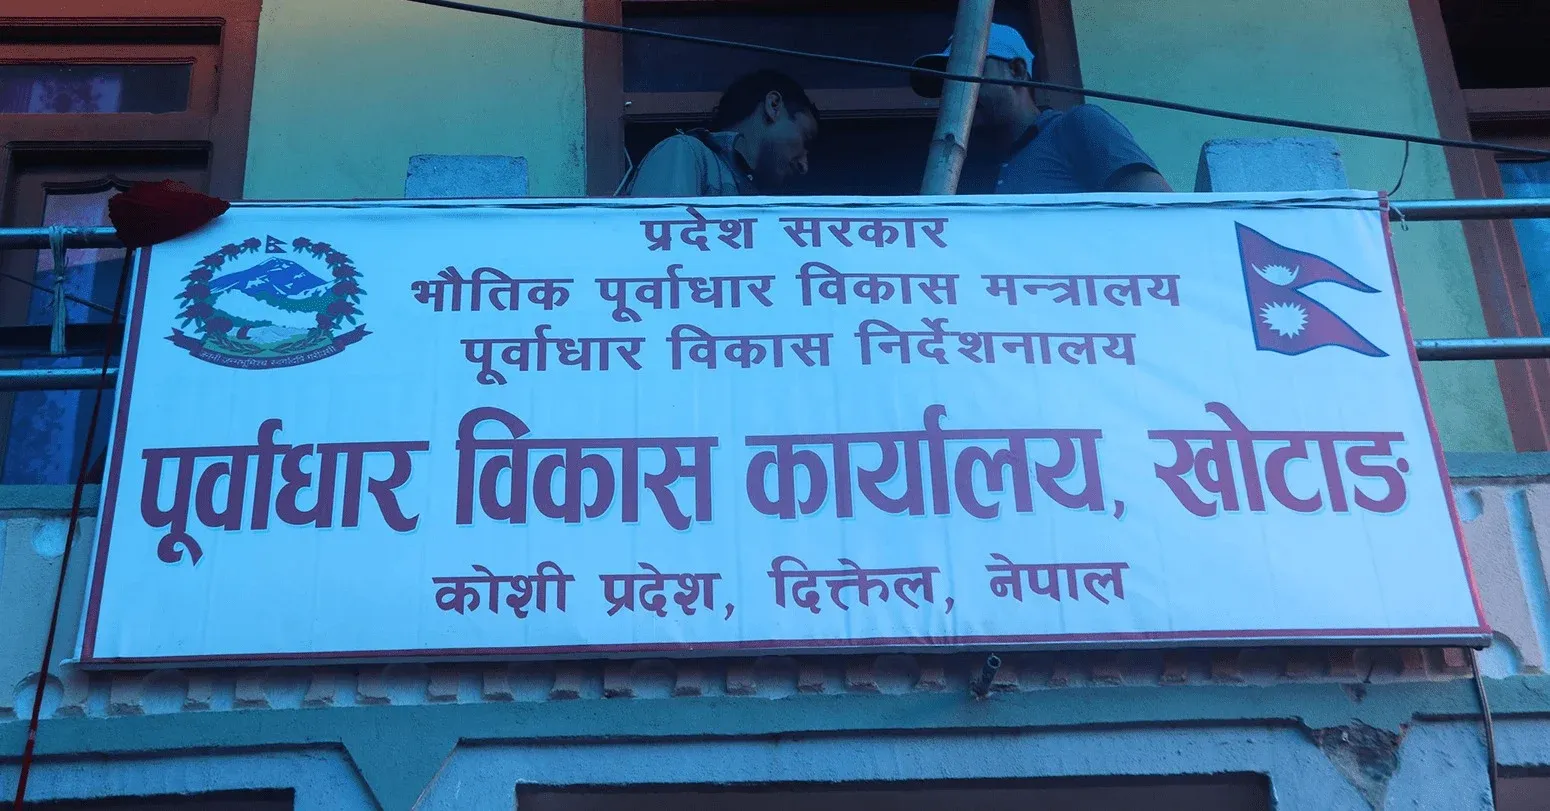 प्रदेश सरकार
भौतिक पूर्वाधार विकास मन्त्रालय
पूर्वाधार विकास निर्देशनालय
पूर्वाधार विकास कार्यालय, खोटाङ
कोशी प्रदेश, दिक्तेल, नेपाल